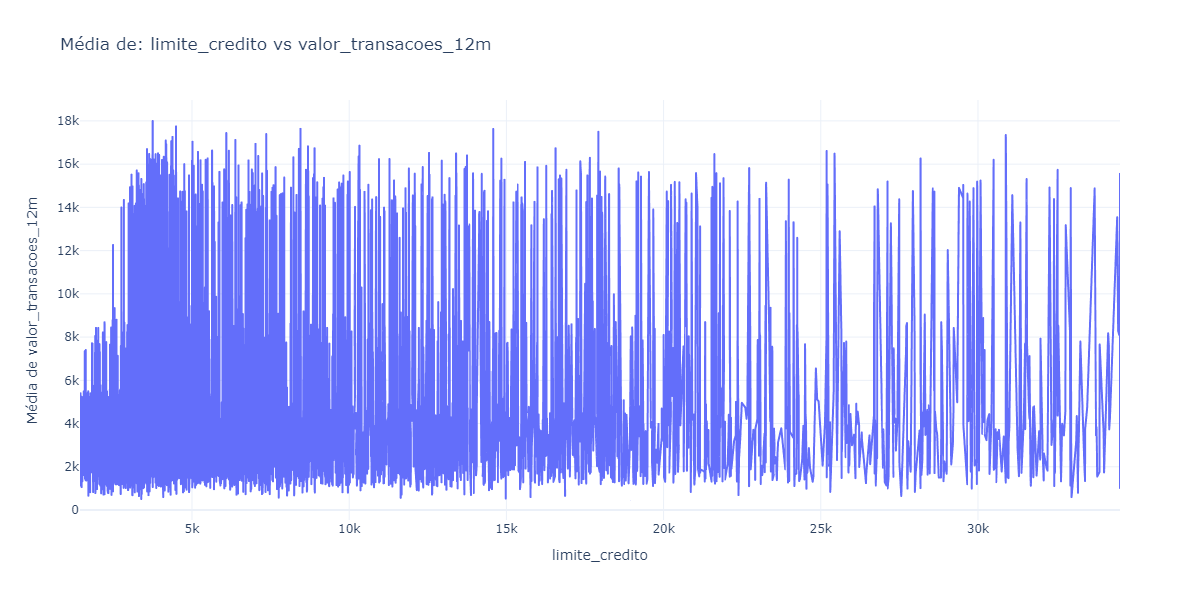 Média de: limite_credito vs valor_transacoes_12m
18k
16k
14k
12k
10k
8k
6k
4k
2k
0
Média de valor_transacoes_12m
5k
10k
15k
20k
25k
30k
limite_credito